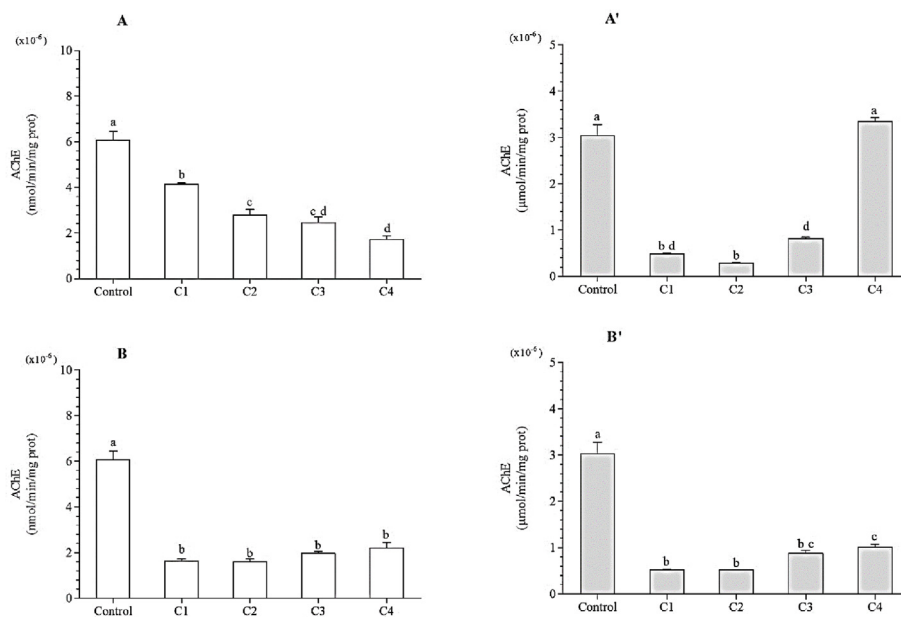 A
(x10⁻⁶)
AChE
(nmol/min/mg prot)
10
8
6
4
2
0
a
b
c
c d
d
Control C1 C2 C3 C4
A'
(x10⁻⁶)
AChE
(µmol/min/mg prot)
5
4
3
2
1
0
a
b d
b
d
a
Control C1 C2 C3 C4
B
(x10⁻⁶)
AChE
(nmol/min/mg prot)
10
8
6
4
2
0
a
b
b
b
b
Control C1 C2 C3 C4
B'
(x10⁻⁶)
AChE
(µmol/min/mg prot)
5
4
3
2
1
0
a
b
b
b c
c
Control C1 C2 C3 C4